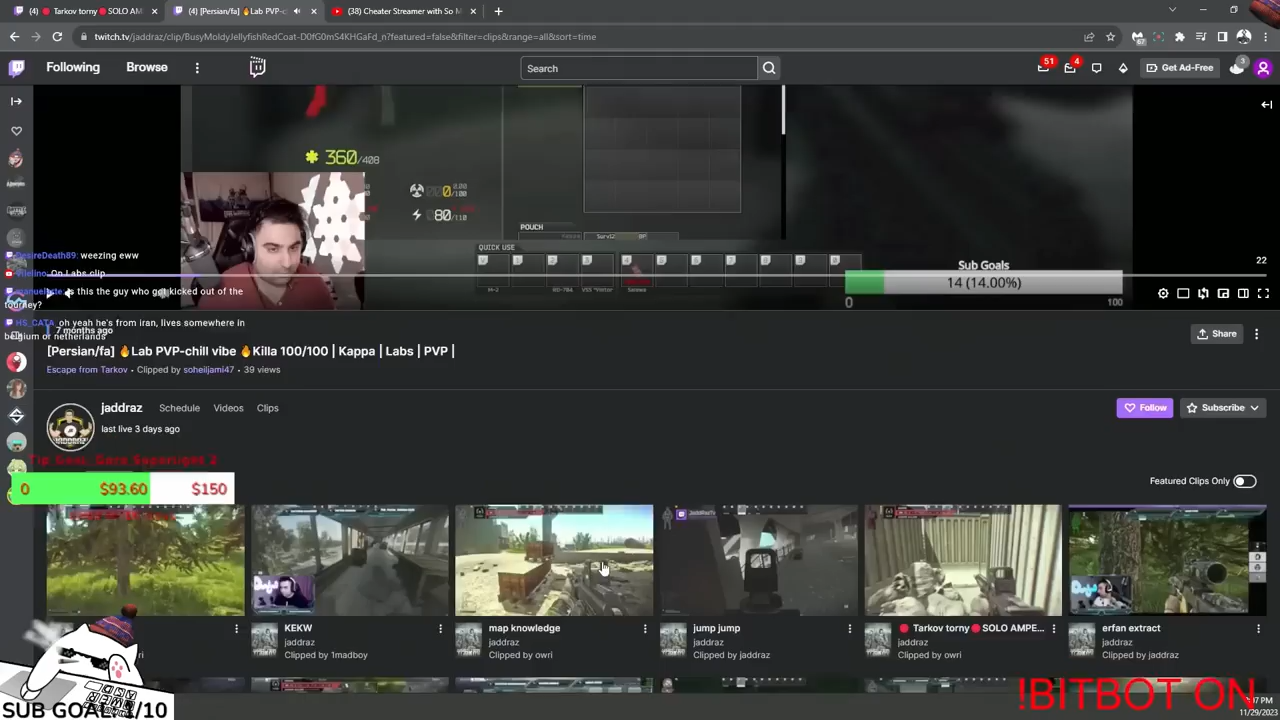 (4) 🔴 Tarkov torny🔴SOLO AM
(4) [Persian/fa] 🔥Lab PVP-c
(38) Cheater Streamer with So M
twitch.tv/jaddraz/clip/BusyMoldyJellyfishRedCoat-D0fG0mS4KHGaFd_n?featured=false&filter=clips&range=all&sort=time
67
Following
Browse
Search
51
4
Get Ad-Free
3
360/408
80/110
POUCH
QUICK USE
DesireDeath89: weezing eww
On Labs clip
is this the guy who got kicked out of the
tourney?
HS_CATA: oh yeah he's from iran, lives somewhere in
belgium or netherlands
Sub Goals
14 (14.00%)
0
100
22
7 months ago
[Persian/fa] 🔥Lab PVP-chill vibe 🔥Killa 100/100 | Kappa | Labs | PVP |
Share
Escape from Tarkov • Clipped by soheiljami47 • 39 views
jaddraz
Schedule
Videos
Clips
Follow
Subscribe
last live 3 days ago
0
$93.60
$150
Featured Clips Only
KEKW
jaddraz
Clipped by 1madboy
map knowledge
jaddraz
Clipped by owri
jump jump
jaddraz
Clipped by jaddraz
🔴 Tarkov torny🔴SOLO AMPE...
jaddraz
Clipped by owri
erfan extract
jaddraz
Clipped by jaddraz
SUB GOAL: 1/10
!BITBOT ON
11/29/2023